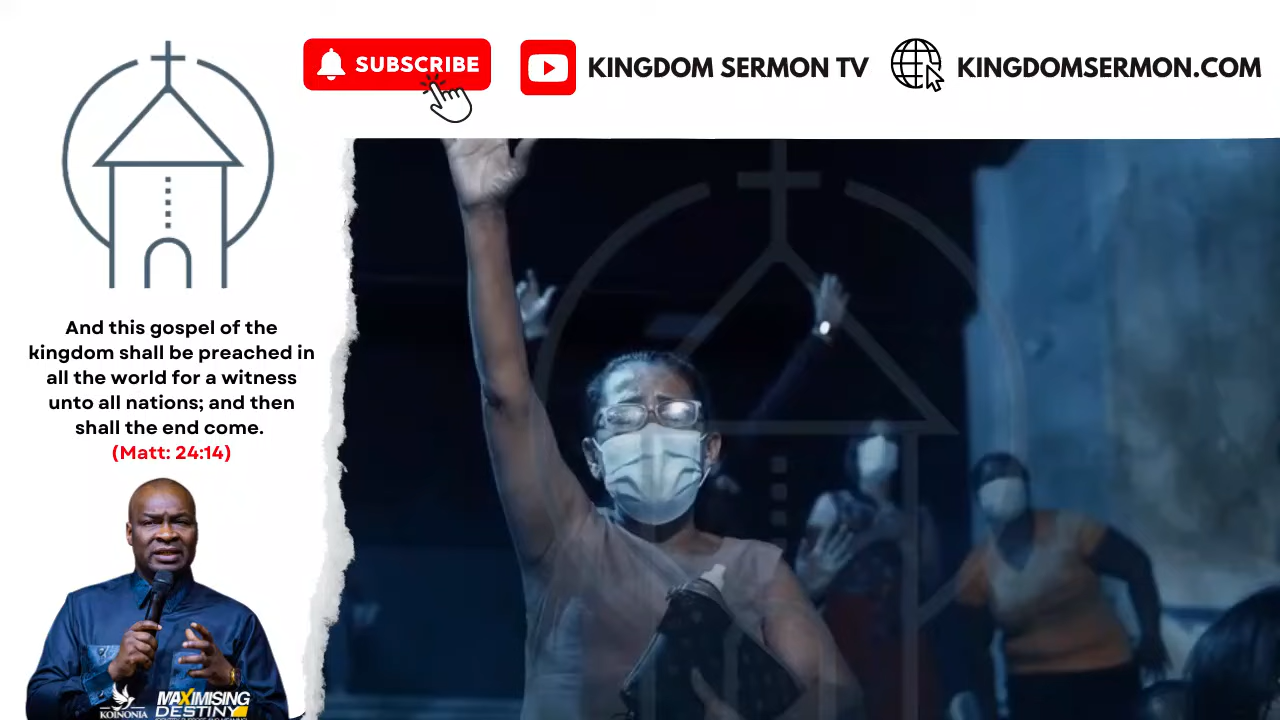 SUBSCRIBE
KINGDOM SERMON TV
KINGDOMSERMON.COM
And this gospel of the
kingdom shall be preached in
all the world for a witness
unto all nations; and then
shall the end come.
(Matt: 24:14)
KOINONIA
MAXIMISING
DESTINY